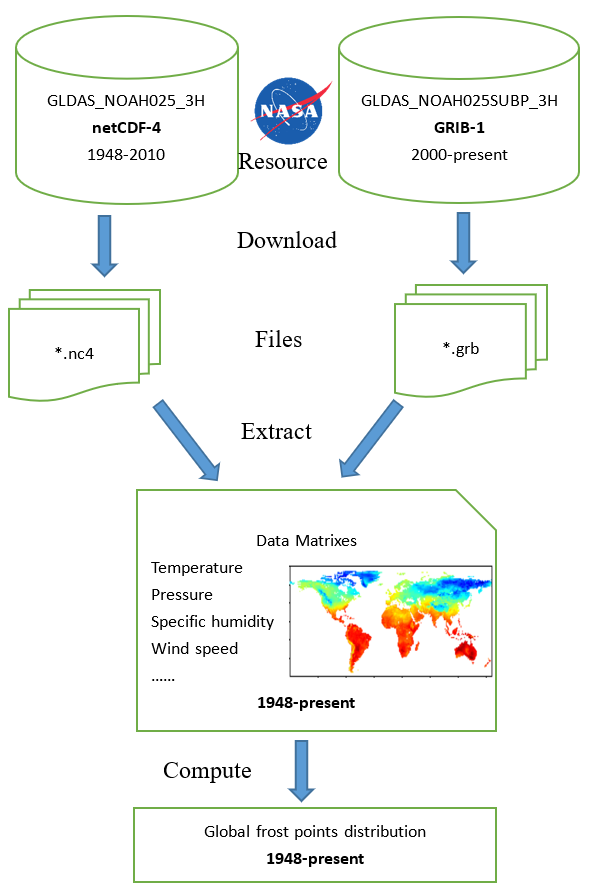 GLDAS_NOAH025_3H
netCDF-4
1948-2010
NASA
Resource
GLDAS_NOAH025SUBP_3H
GRIB-1
2000-present
Download
*.nc4
Files
*.grb
Extract
Data Matrixes
Temperature
Pressure
Specific humidity
Wind speed
......
1948-present
Compute
Global frost points distribution
1948-present